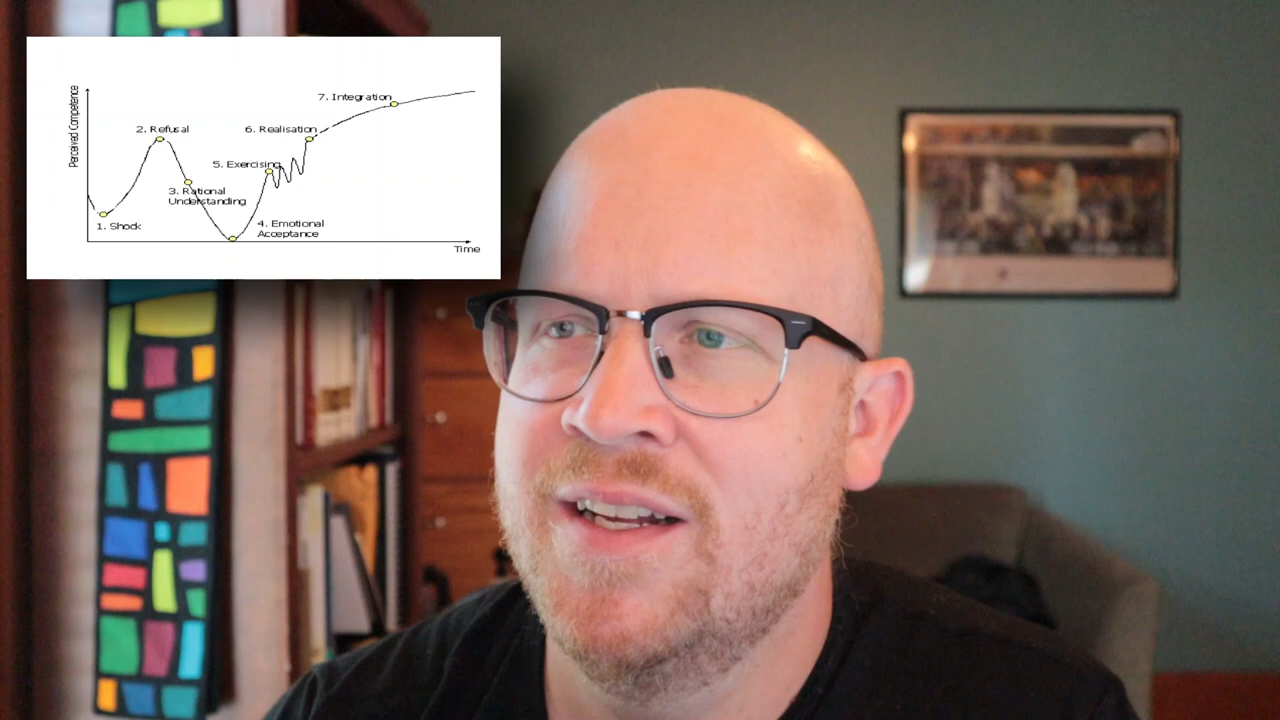 Perceived Competence
7. Integration
2. Refusal
6. Realisation
5. Exercising
3. Rational
Understanding
4. Emotional
Acceptance
1. Shock
Time